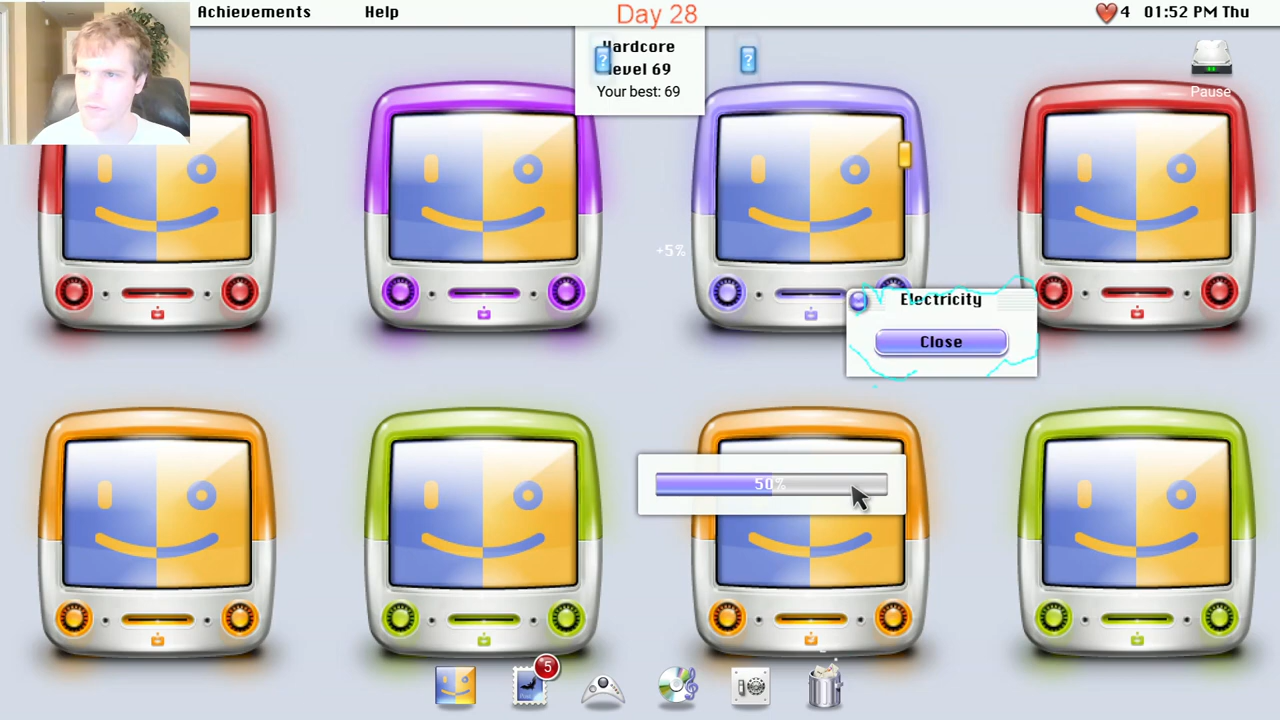 Achievements
Help
Day 28
4
01:52 PM Thu
Hardcore
level 69
Your best: 69
?
?
Pause
+5%
Electricity
Close
50%
5